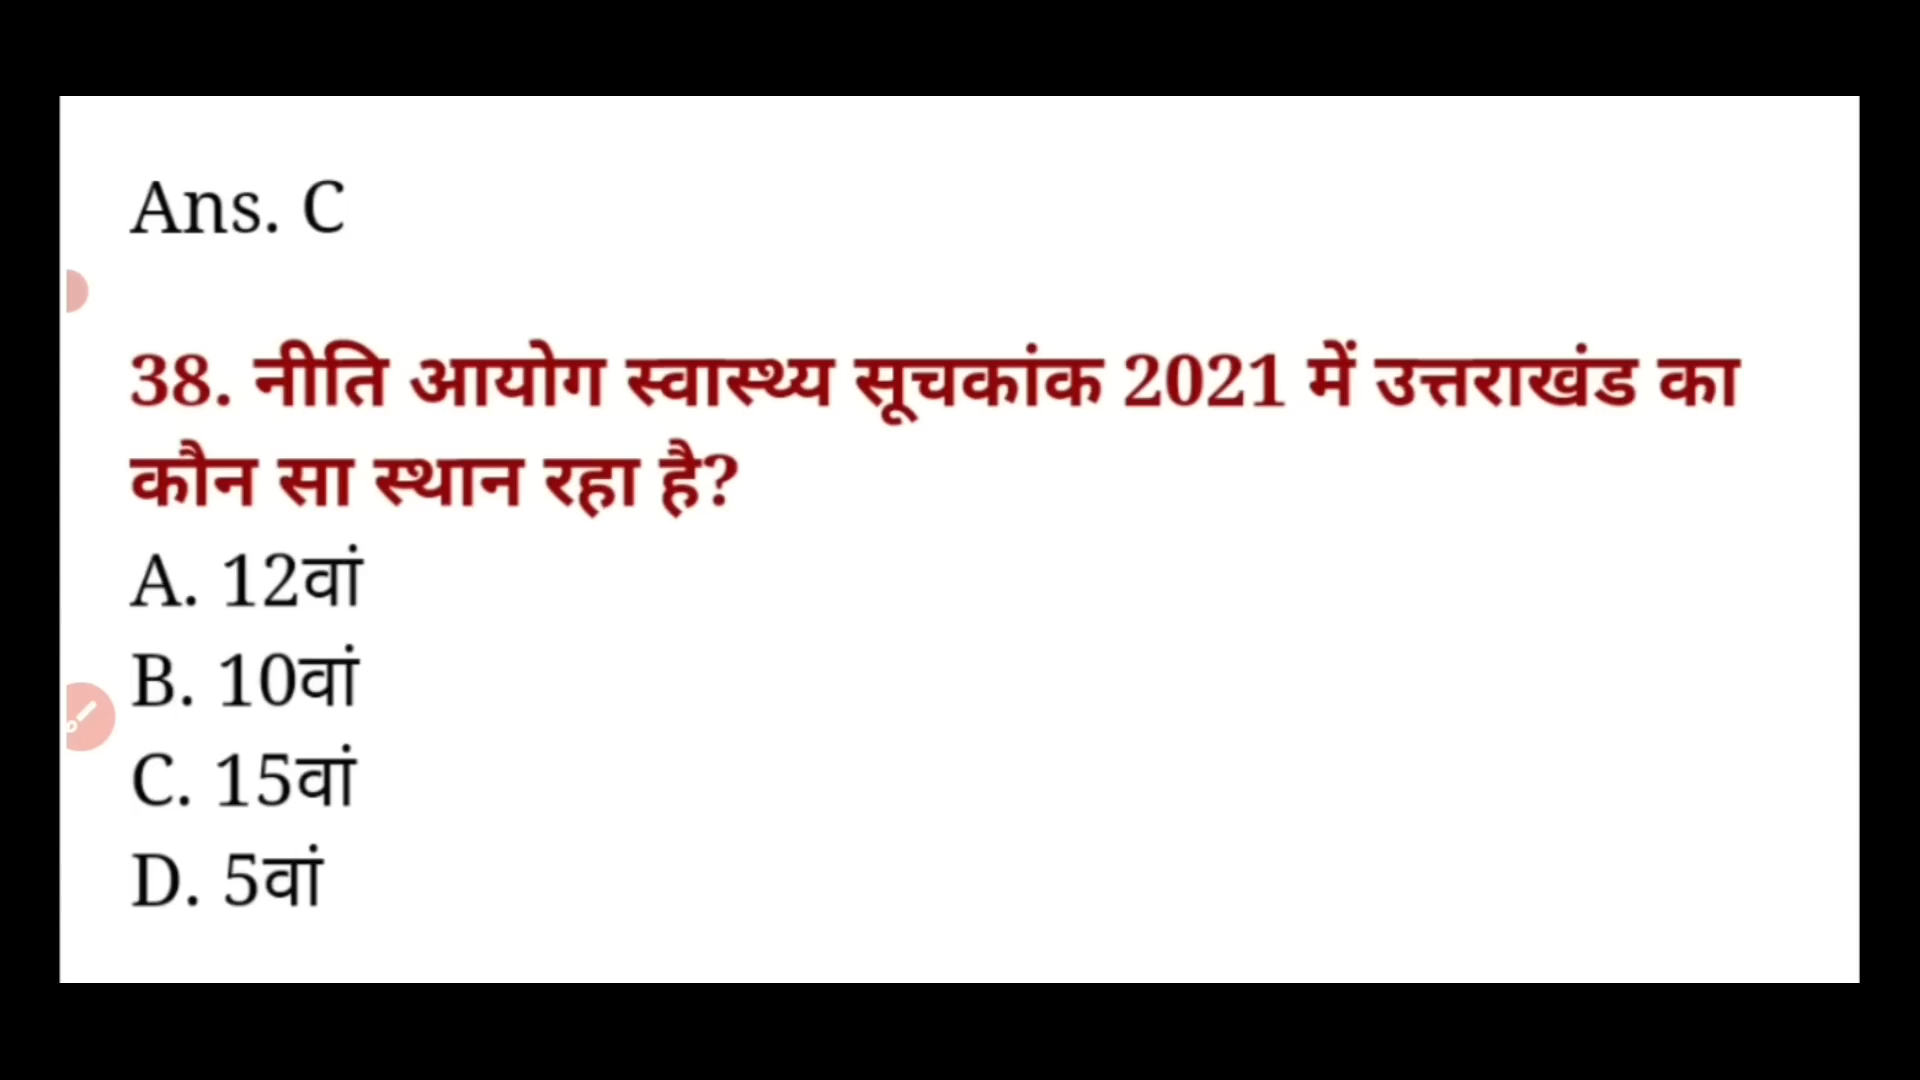 Ans. C
38. नीति आयोग स्वास्थ्य सूचकांक 2021 में उत्तराखंड का
कौन सा स्थान रहा है?
A. 12वां
B. 10वां
C. 15वां
D. 5वां